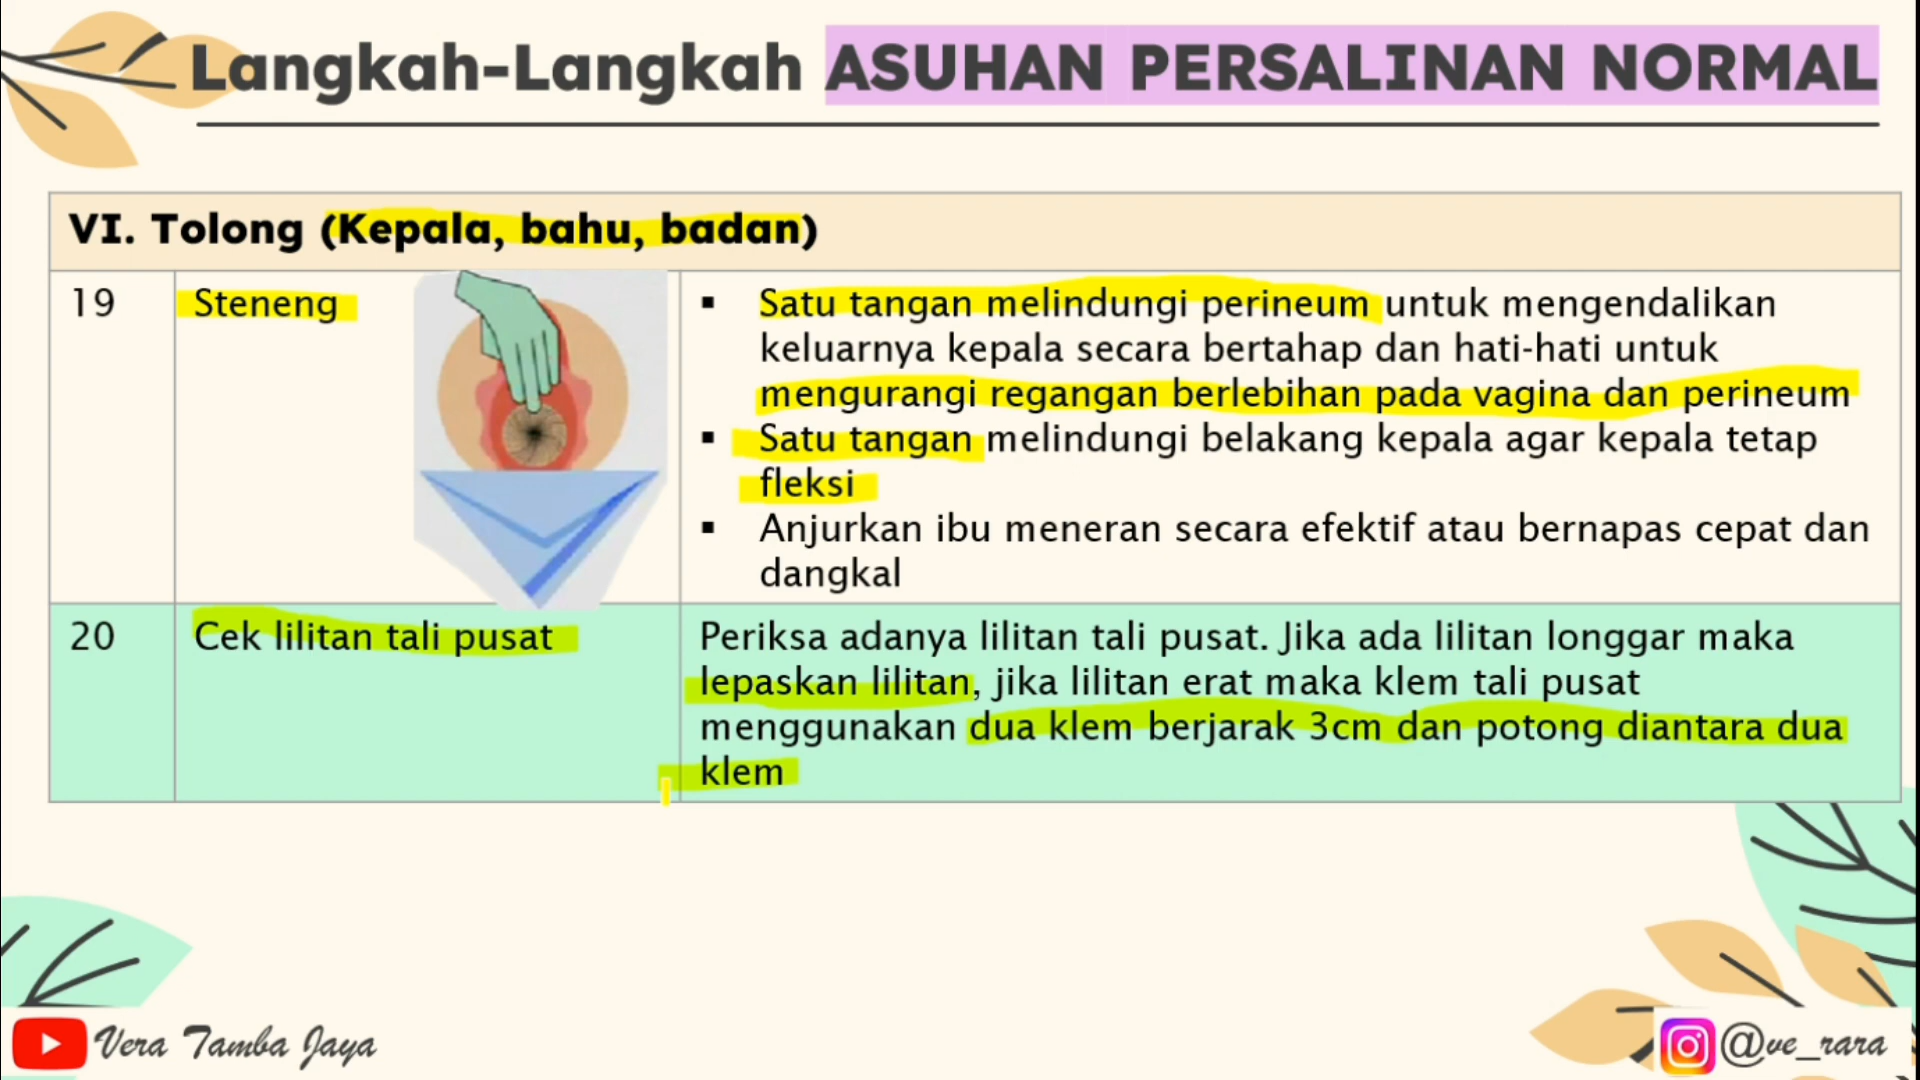 Langkah-Langkah ASUHAN PERSALINAN NORMAL
VI. Tolong (Kepala, bahu, badan)
19
Steneng
▪ Satu tangan melindungi perineum untuk mengendalikan
keluarnya kepala secara bertahap dan hati-hati untuk
mengurangi regangan berlebihan pada vagina dan perineum
▪ Satu tangan melindungi belakang kepala agar kepala tetap
fleksi
▪ Anjurkan ibu meneran secara efektif atau bernapas cepat dan
dangkal
20
Cek lilitan tali pusat
Periksa adanya lilitan tali pusat. Jika ada lilitan longgar maka
lepaskan lilitan, jika lilitan erat maka klem tali pusat
menggunakan dua klem berjarak 3cm dan potong diantara dua
klem
Vera Tamba Jaya
@ve_rara